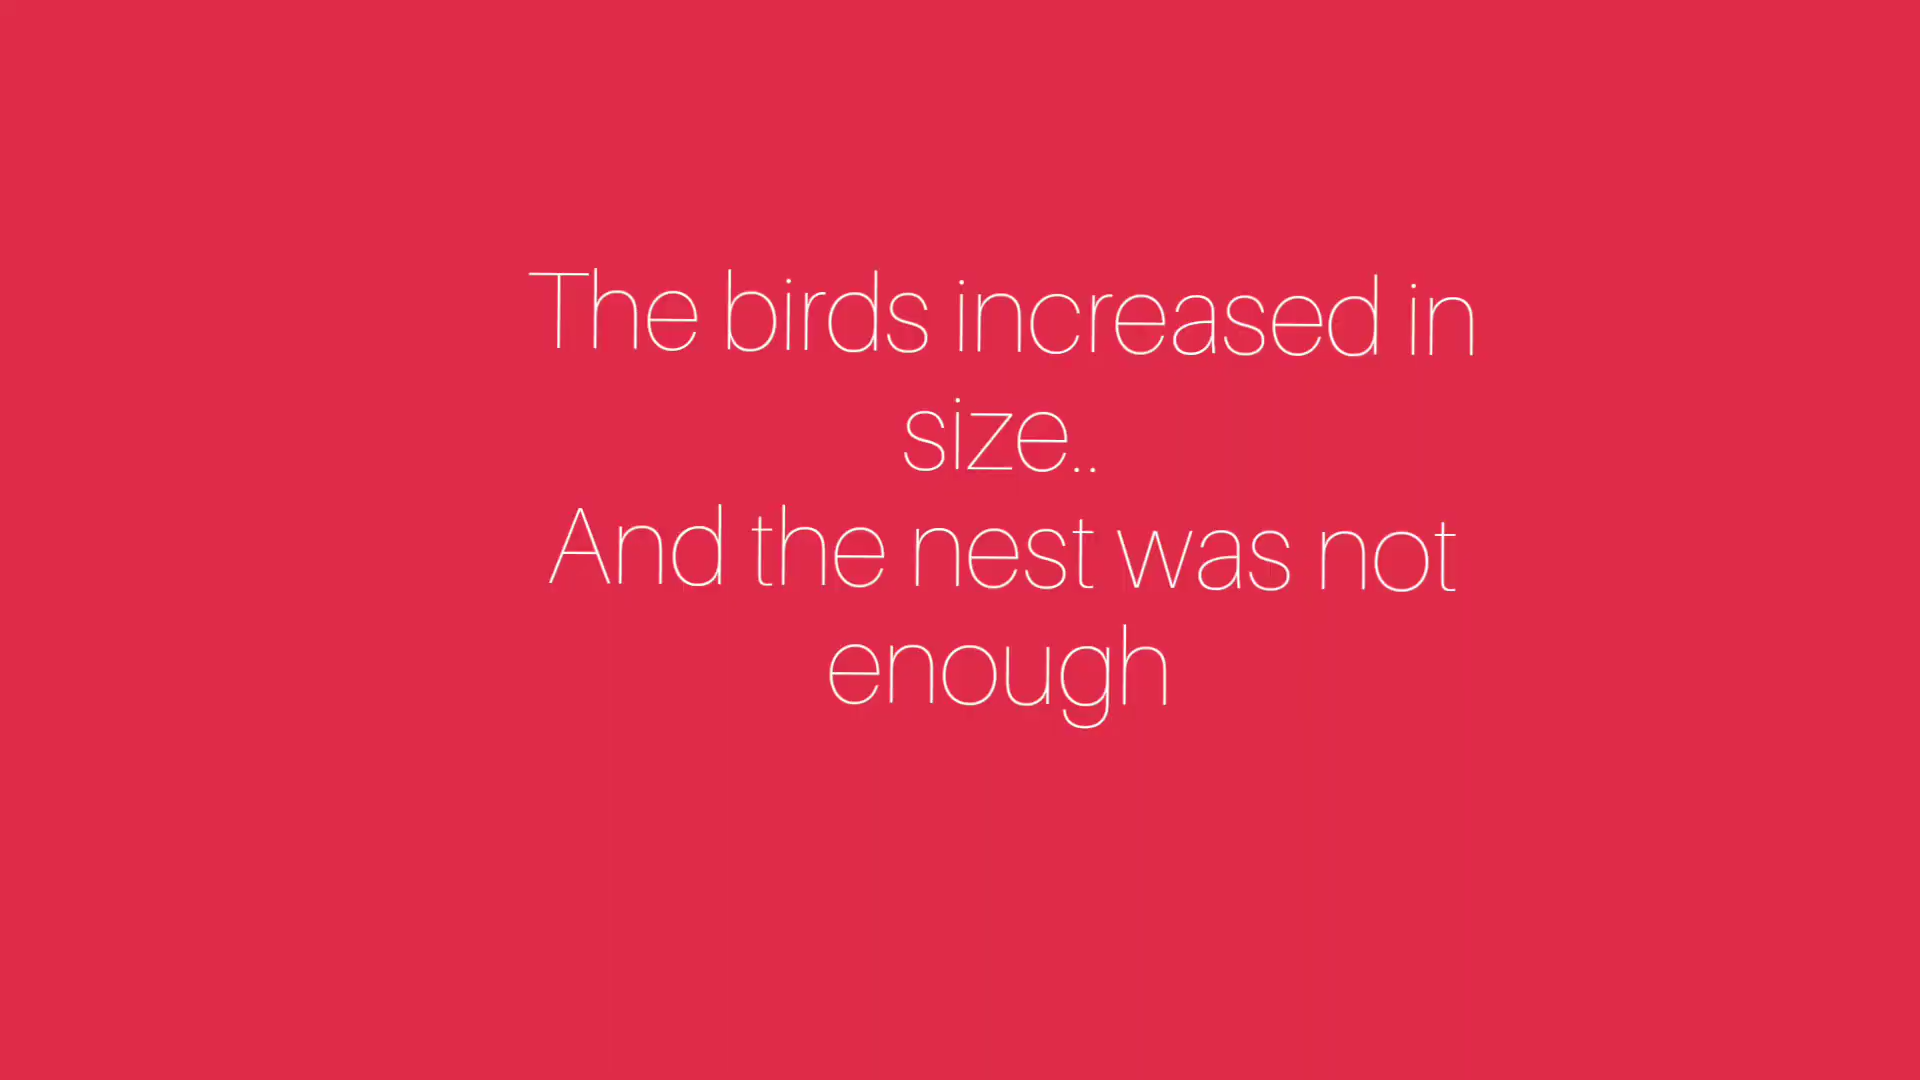 The birds increased in
size..
And the nest was not
enough